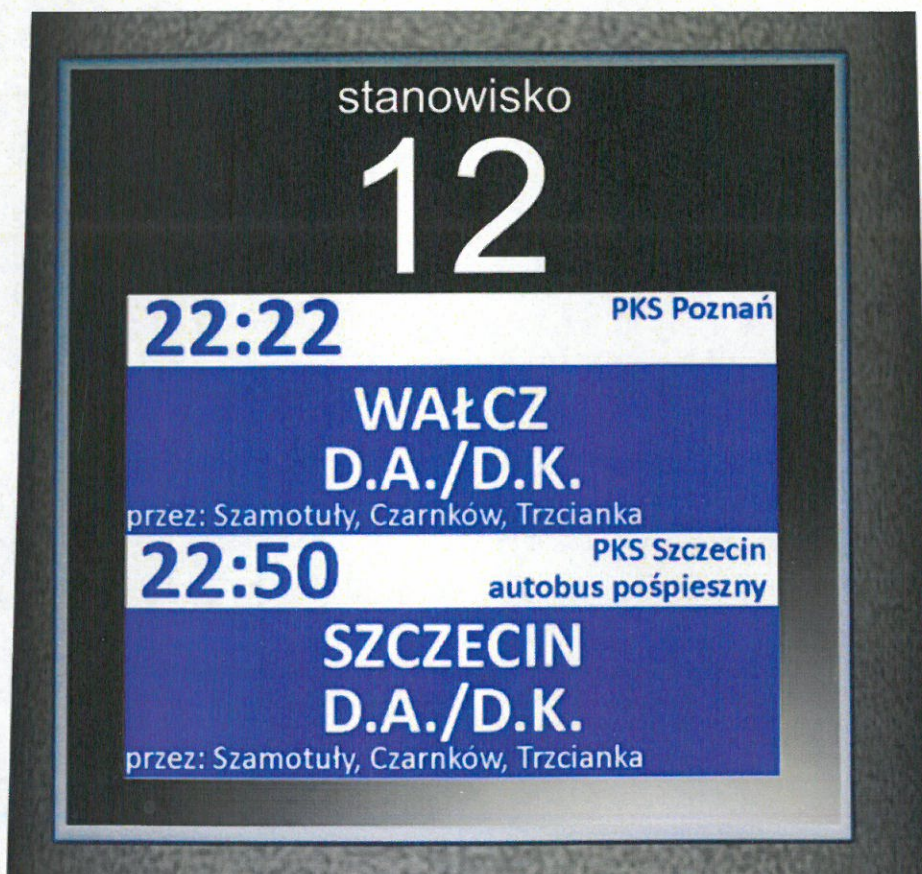 stanowisko
12
22:22 PKS Poznań
WAŁCZ
D.A./D.K.
przez: Szamotuły, Czarnków, Trzcianka
22:50 PKS Szczecin
autobus pośpieszny
SZCZECIN
D.A./D.K.
przez: Szamotuły, Czarnków, Trzcianka